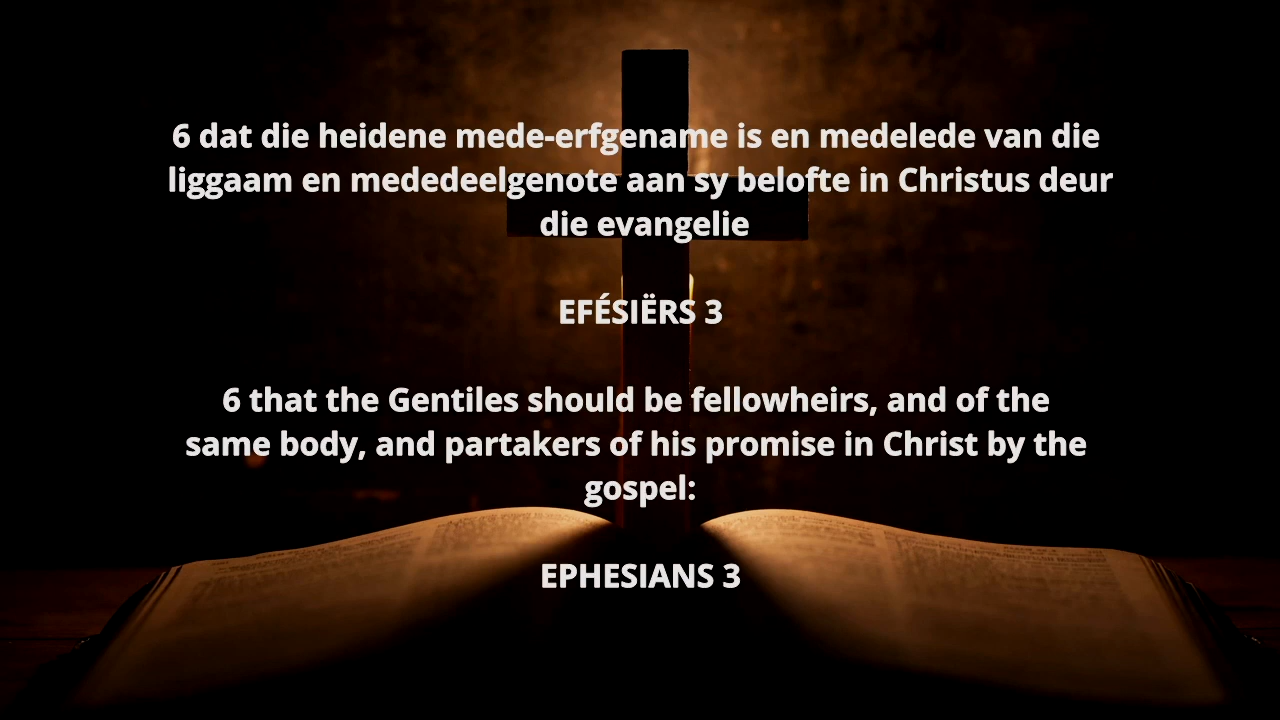 6 dat die heidene mede-erfgename is en medelede van die
liggaam en mededeelgenote aan sy belofte in Christus deur
die evangelie
EFÉSIËRS 3
6 that the Gentiles should be fellowheirs, and of the
same body, and partakers of his promise in Christ by the
gospel:
EPHESIANS 3